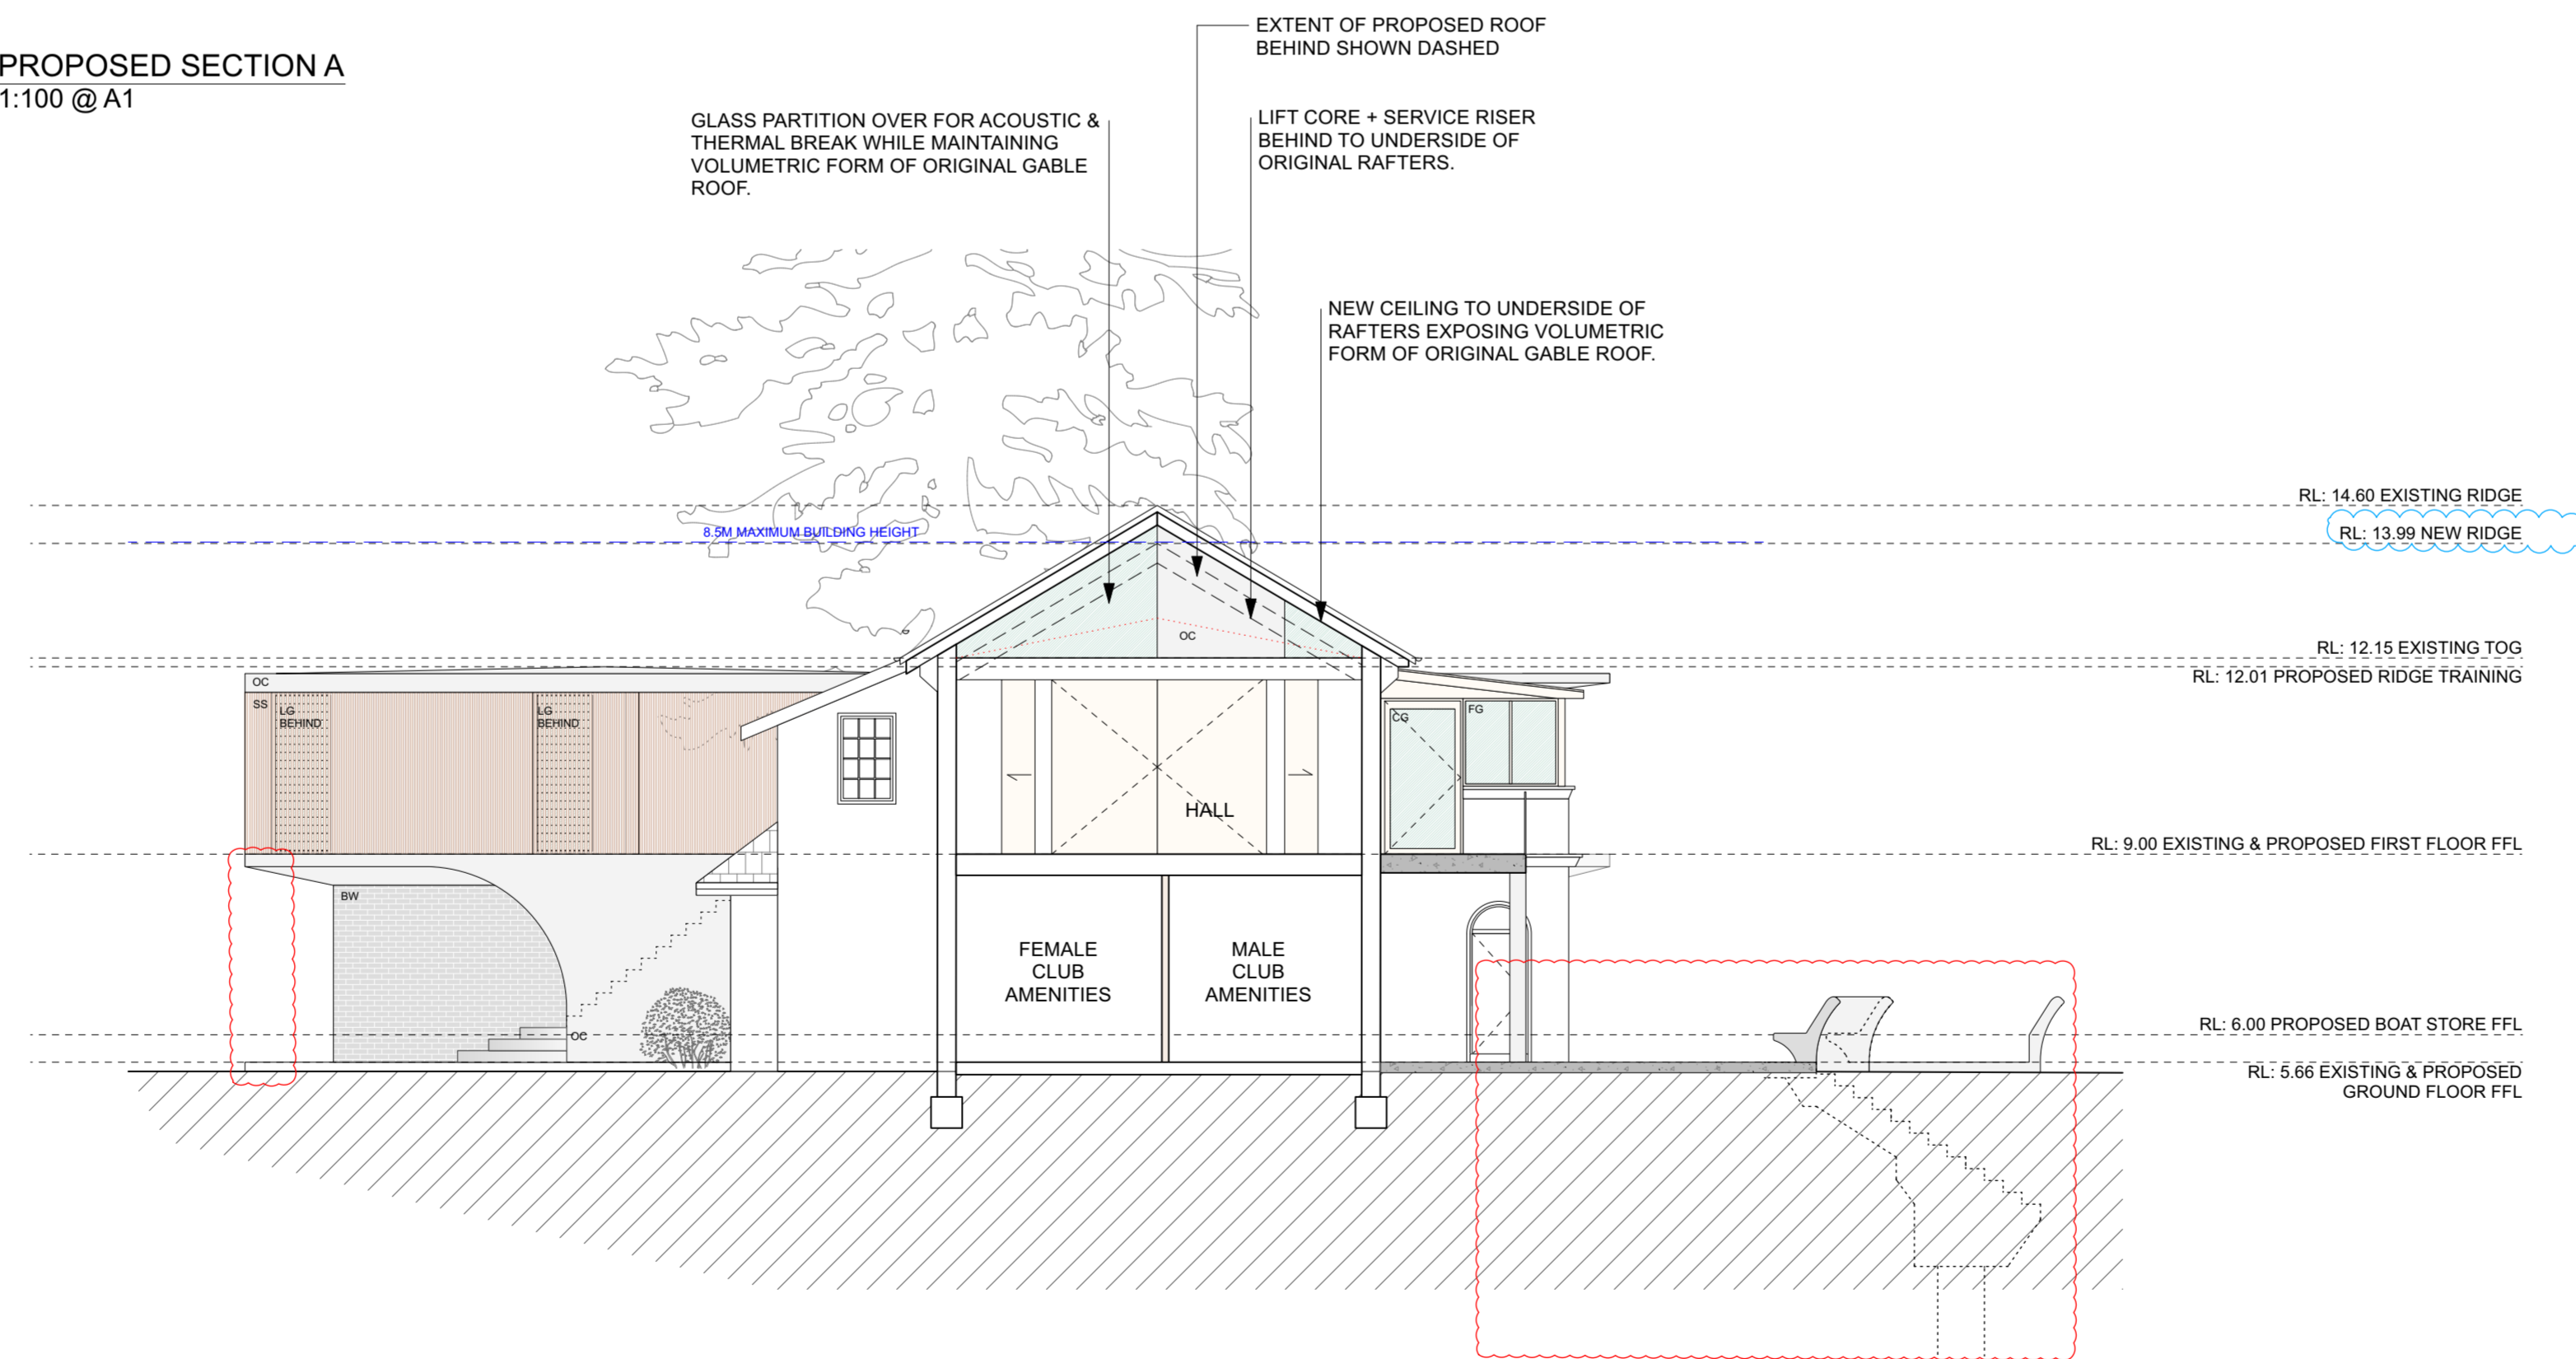 PROPOSED SECTION A
1:100 @ A1
EXTENT OF PROPOSED ROOF
BEHIND SHOWN DASHED
GLASS PARTITION OVER FOR ACOUSTIC &
THERMAL BREAK WHILE MAINTAINING
VOLUMETRIC FORM OF ORIGINAL GABLE
ROOF.
LIFT CORE + SERVICE RISER
BEHIND TO UNDERSIDE OF
ORIGINAL RAFTERS.
NEW CEILING TO UNDERSIDE OF
RAFTERS EXPOSING VOLUMETRIC
FORM OF ORIGINAL GABLE ROOF.
RL: 14.60 EXISTING RIDGE
8.5M MAXIMUM BUILDING HEIGHT
RL: 13.99 NEW RIDGE
OC
RL: 12.15 EXISTING TOG
RL: 12.01 PROPOSED RIDGE TRAINING
OC
SS
LG
BEHIND
LG
BEHIND
CG
FG
HALL
RL: 9.00 EXISTING & PROPOSED FIRST FLOOR FFL
BW
FEMALE
CLUB
AMENITIES
MALE
CLUB
AMENITIES
OC
RL: 6.00 PROPOSED BOAT STORE FFL
RL: 5.66 EXISTING & PROPOSED
GROUND FLOOR FFL